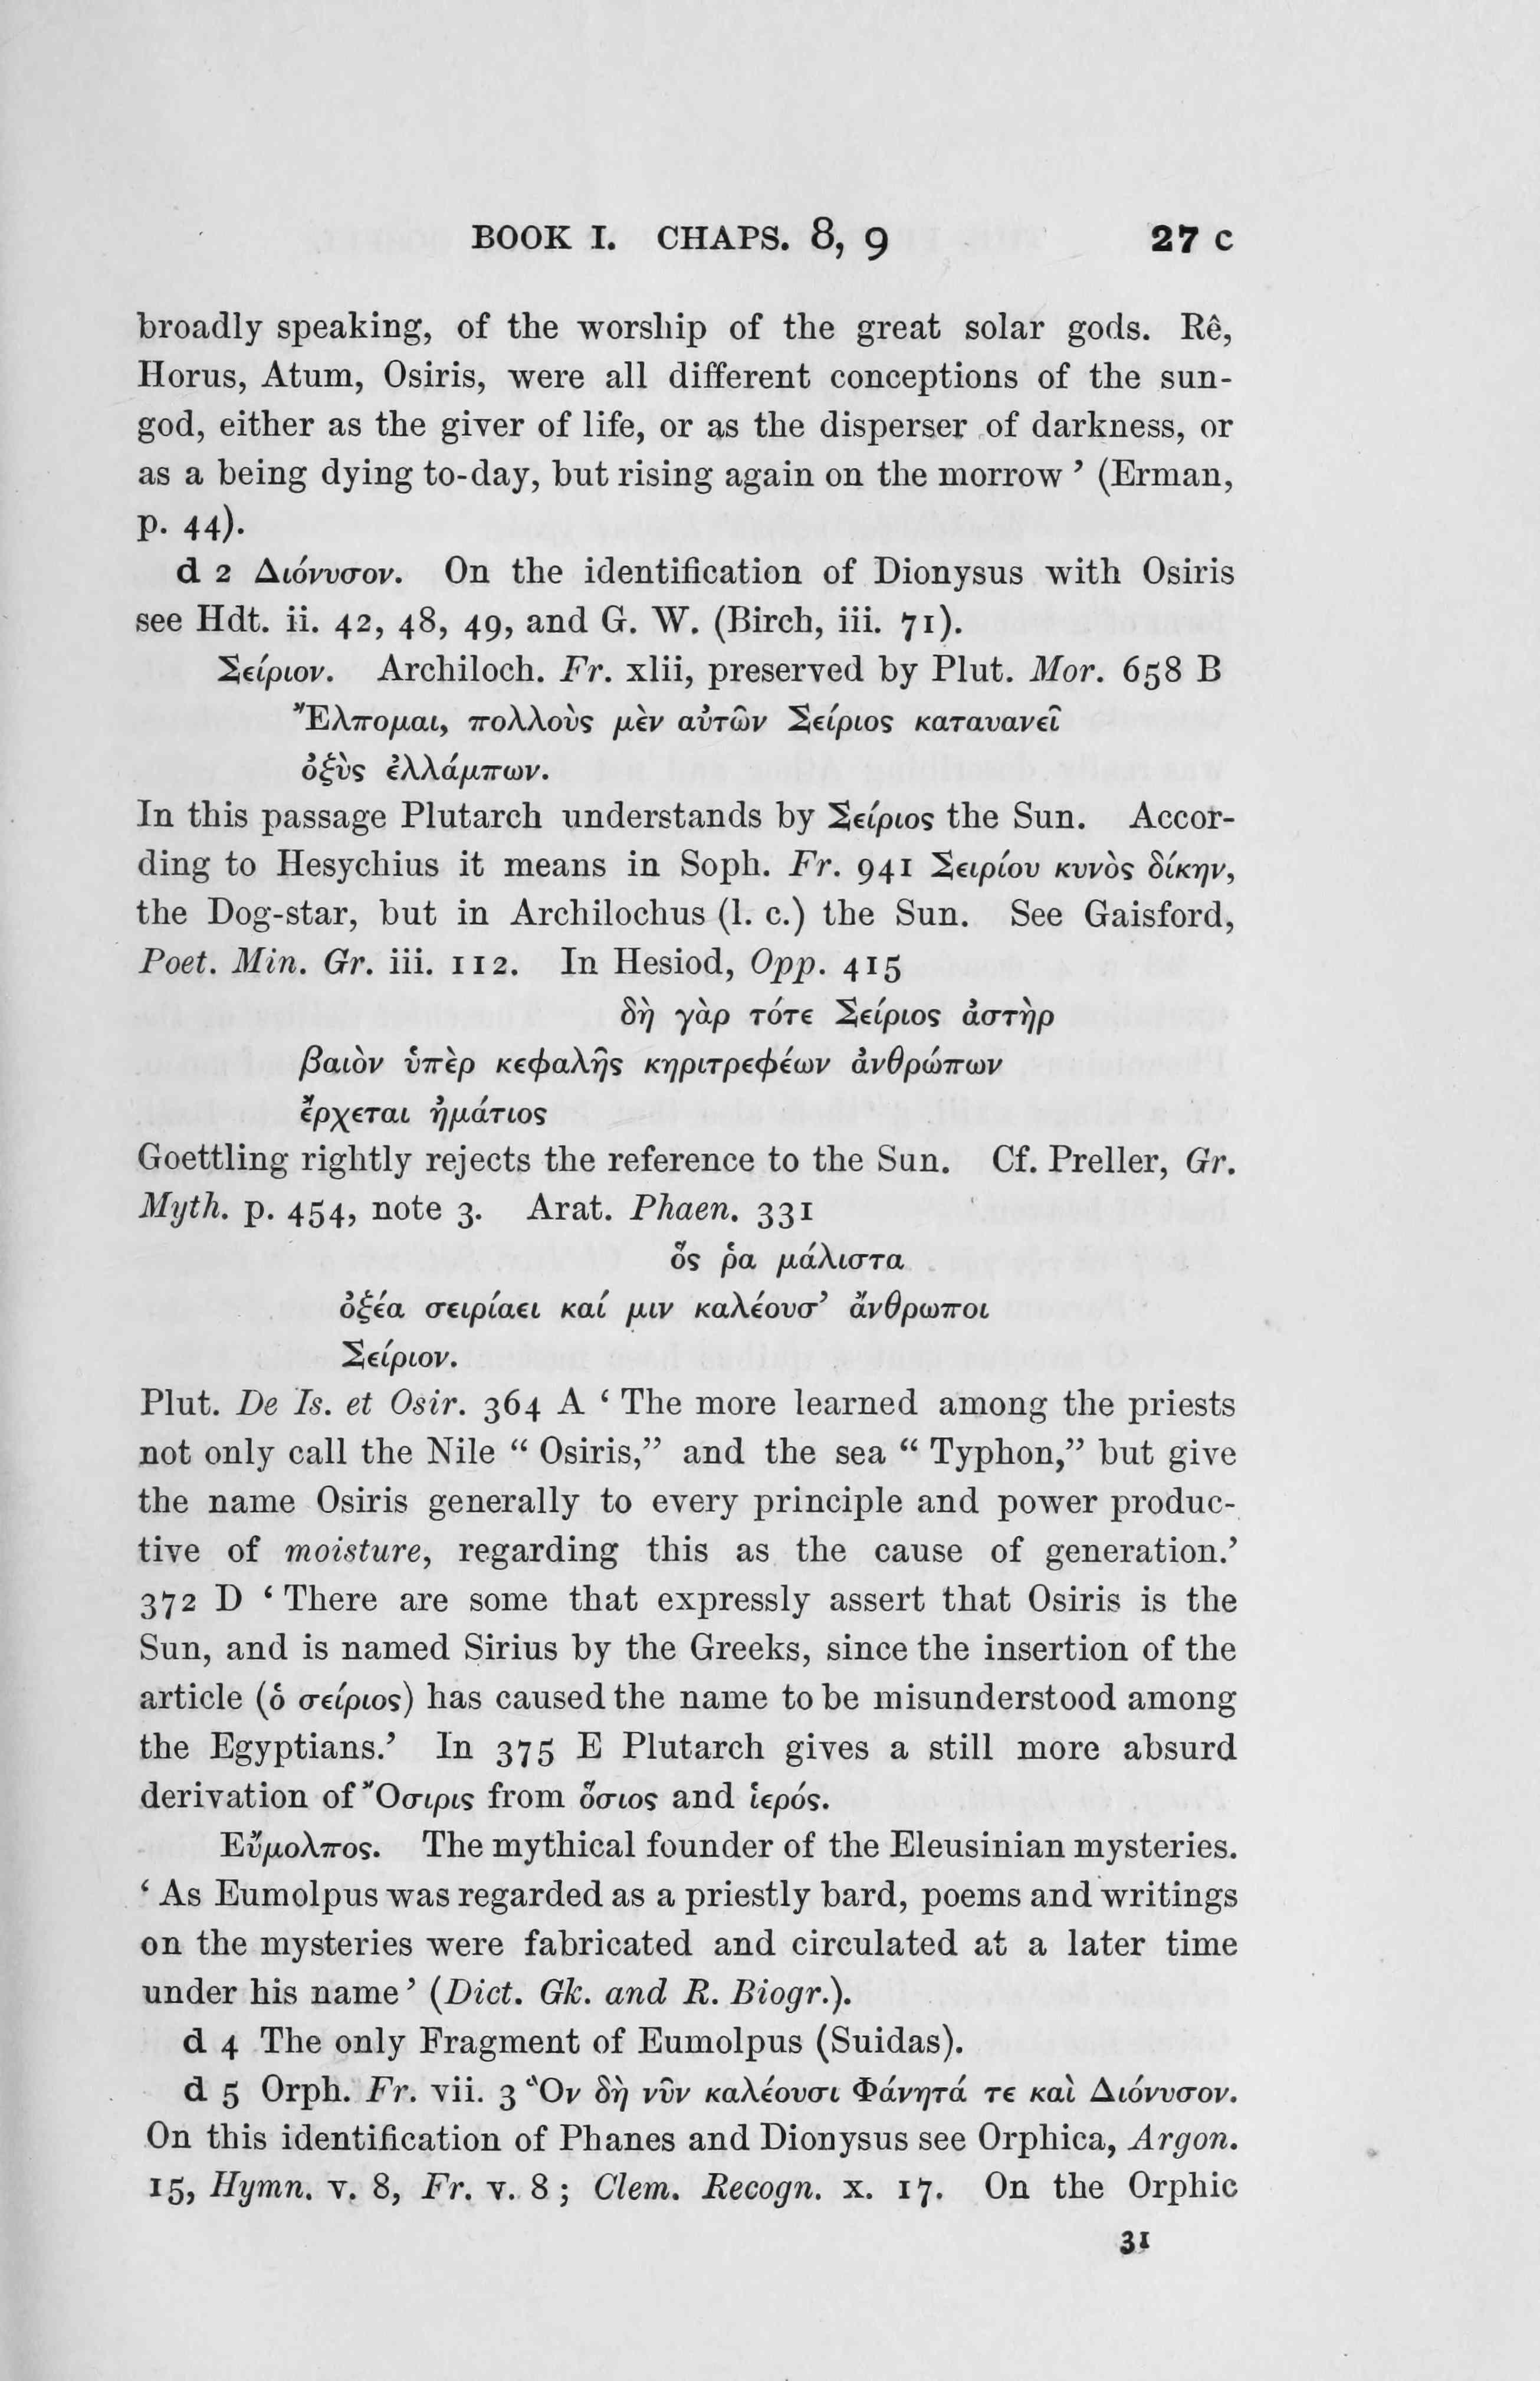 BOOK I. CHAPS. 8, 9 27 c
broadly speaking, of the worship of the great solar gods. Rê,
Horus, Atum, Osiris, were all different conceptions of the sun-
god, either as the giver of life, or as the disperser of darkness, or
as a being dying to-day, but rising again on the morrow’ (Erman,
p. 44).
d 2 Διόνυσον. On the identification of Dionysus with Osiris
see Hdt. ii. 42, 48, 49, and G. W. (Birch, iii. 71).
Σείριον. Archiloch. Fr. xlii, preserved by Plut. Mor. 658 B
Ἔλπομαι, πολλοὺς μὲν αὐτῶν Σείριος καταυανεῖ
ὀξὺς ἐλλάμπων.
In this passage Plutarch understands by Σείριος the Sun. Accor-
ding to Hesychius it means in Soph. Fr. 941 Σειρίου κυνὸς δίκην,
the Dog-star, but in Archilochus (l. c.) the Sun. See Gaisford,
Poet. Min. Gr. iii. 112. In Hesiod, Opp. 415
δὴ γὰρ τότε Σείριος ἀστὴρ
βαιὸν ὑπὲρ κεφαλῆς κηριτρεφέων ἀνθρώπων
ἔρχεται ἠμάτιος
Goettling rightly rejects the reference to the Sun. Cf. Preller, Gr.
Myth. p. 454, note 3. Arat. Phaen. 331
ὅς ῥα μάλιστα
ὀξέα σειρίαει καί μιν καλέουσ’ ἄνθρωποι
Σείριον.
Plut. De Is. et Osir. 364 A ‘ The more learned among the priests
not only call the Nile “ Osiris,” and the sea “ Typhon,” but give
the name Osiris generally to every principle and power produc-
tive of moisture, regarding this as the cause of generation.’
372 D ‘ There are some that expressly assert that Osiris is the
Sun, and is named Sirius by the Greeks, since the insertion of the
article (ὁ σείριος) has caused the name to be misunderstood among
the Egyptians.’ In 375 E Plutarch gives a still more absurd
derivation of Ὄσιρις from ὅσιος and ἱερός.
Εὔμολπος. The mythical founder of the Eleusinian mysteries.
‘ As Eumolpus was regarded as a priestly bard, poems and writings
on the mysteries were fabricated and circulated at a later time
under his name’ (Dict. Gk. and R. Biogr.).
d 4 The only Fragment of Eumolpus (Suidas).
d 5 Orph. Fr. vii. 3 Ὃν δὴ νῦν καλέουσι Φάνητά τε καὶ Διόνυσον.
On this identification of Phanes and Dionysus see Orphica, Argon.
15, Hymn. v. 8, Fr. v. 8 ; Clem. Recogn. x. 17. On the Orphic
31